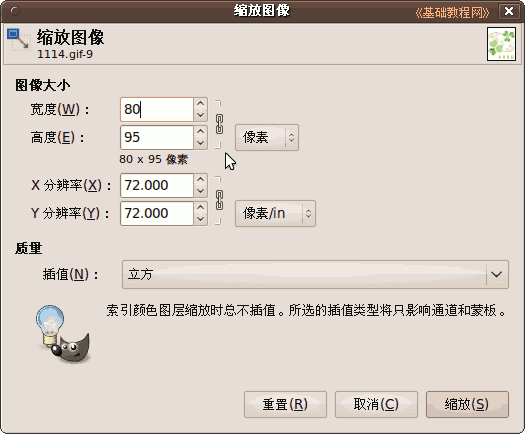 缩放图像
《基础教程网》
缩放图像
1114.gif-9
图像大小
宽度(W)： 80
高度(E)： 95 像素
80 x 95 像素
X 分辨率(X)： 72.000
Y 分辨率(Y)： 72.000 像素/in
质量
插值(N)： 立方
索引颜色图层缩放时总不插值。所选的插值类型将只影响通道和蒙板。
重置(R) 取消(C) 缩放(S)